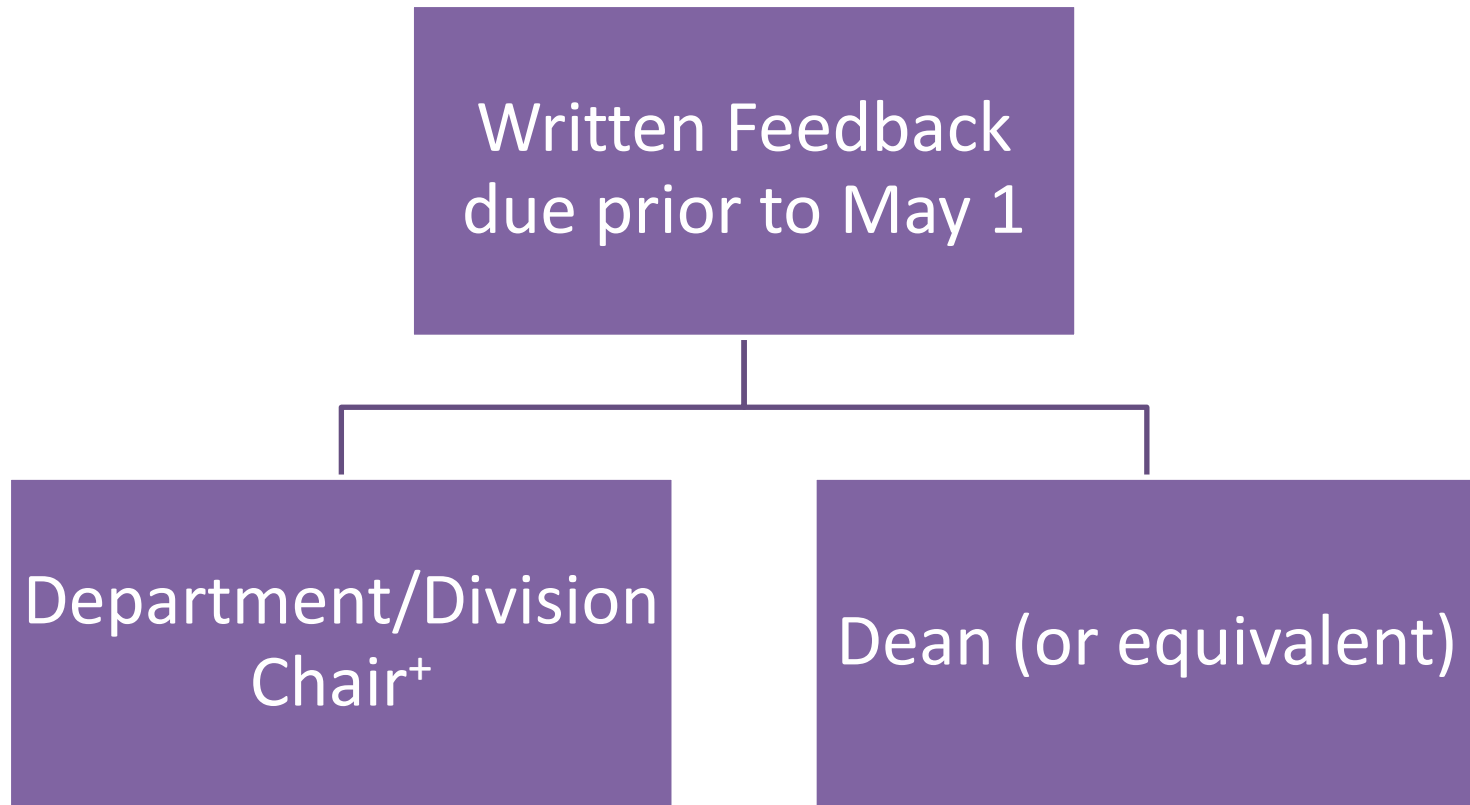 Written Feedback
due prior to May 1
Department/Division
Chair⁺
Dean (or equivalent)